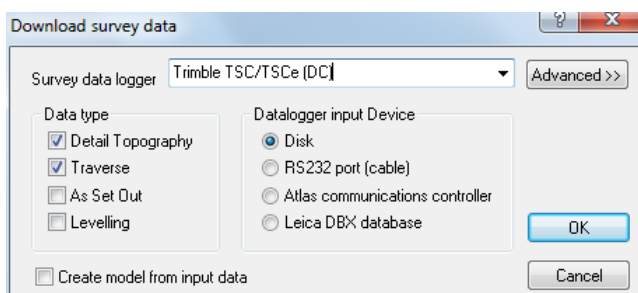 Download survey data
Survey data logger Trimble TSC/TSCe (DC) Advanced >>
Data type
Detail Topography
Traverse
As Set Out
Levelling
Datalogger input Device
Disk
RS232 port (cable)
Atlas communications controller
Leica DBX database
OK
Create model from input data
Cancel